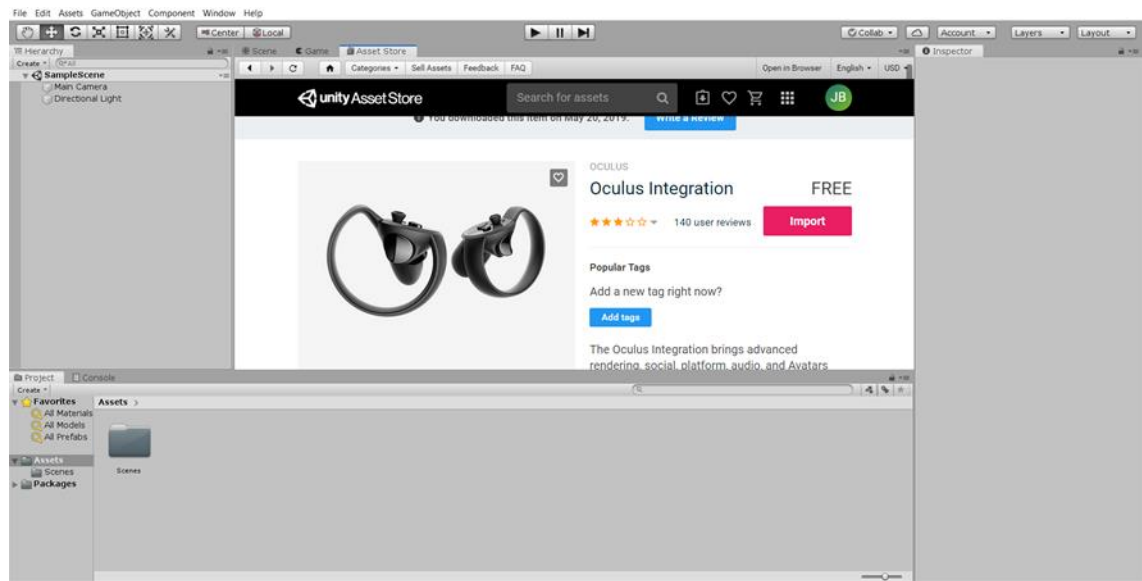 File Edit Assets GameObject Component Window Help
Center Local Collab Account Layers Layout
Hierarchy
Create All
SampleScene
Main Camera
Directional Light
Scene Game Asset Store
Categories Sell Assets Feedback FAQ Open in Browser English USD
unity Asset Store Search for assets JB
You downloaded this item on May 20, 2019. Write a Review
OCULUS
Oculus Integration FREE
140 user reviews Import
Popular Tags
Add a new tag right now?
Add tags
The Oculus Integration brings advanced
rendering, social, platform, audio, and Avatars
Inspector
Project Console
Create
Favorites
All Materials
All Models
All Prefabs
Assets
Scenes
Packages
Assets >
Scenes